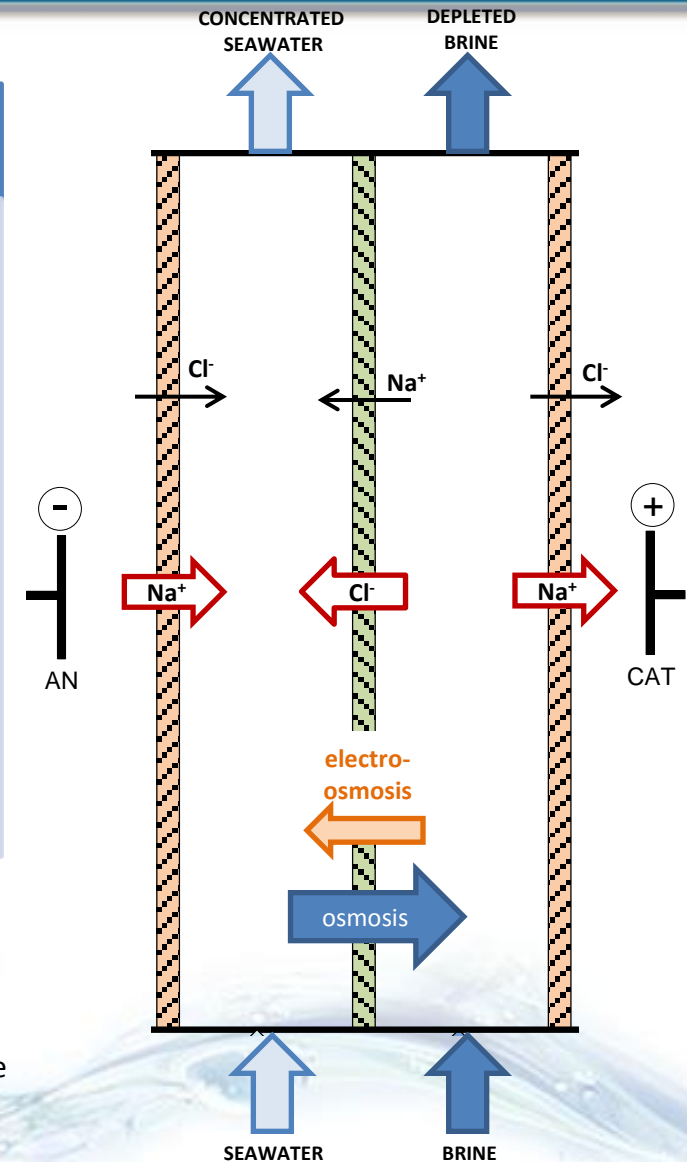 CONCENTRATED
SEAWATER
DEPLETED
BRINE
Cl-
Na+
Cl-
-
+
Na+
Cl-
Na+
AN
CAT
electro-
osmosis
osmosis
e
SEAWATER
BRINE